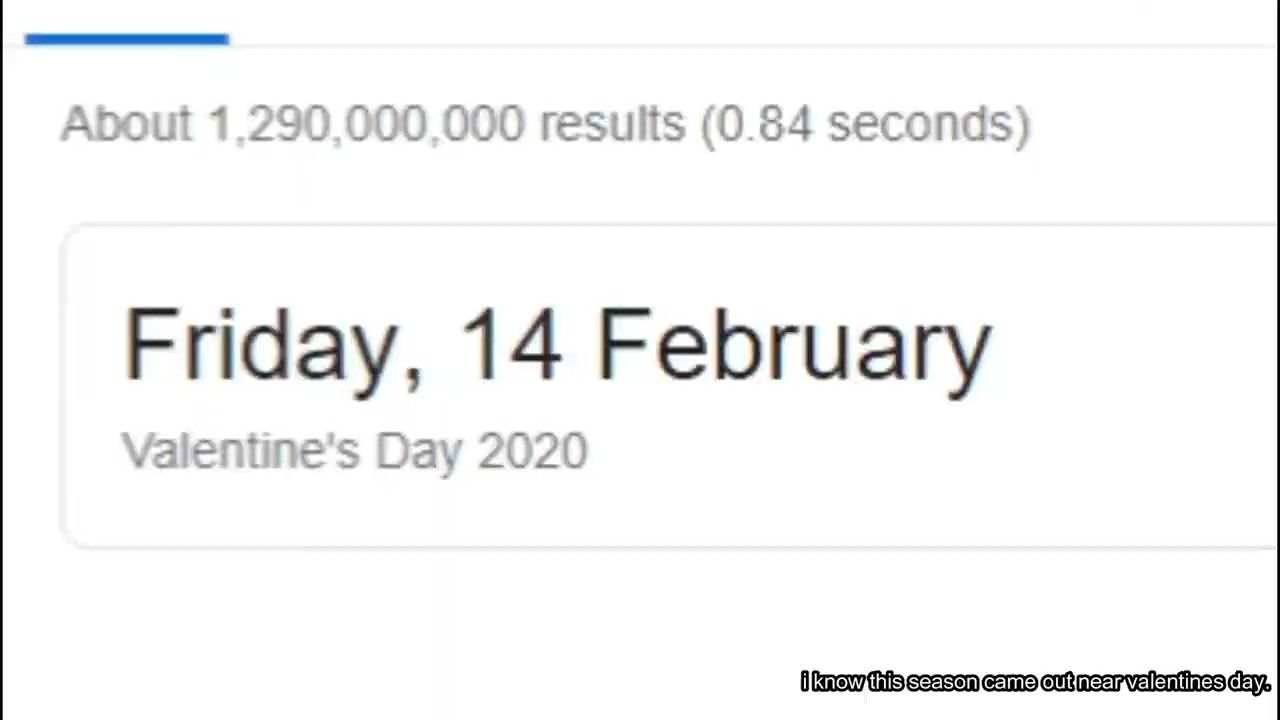 About 1,290,000,000 results (0.84 seconds)
Friday, 14 February
Valentine's Day 2020
i know this season came out near valentines day.